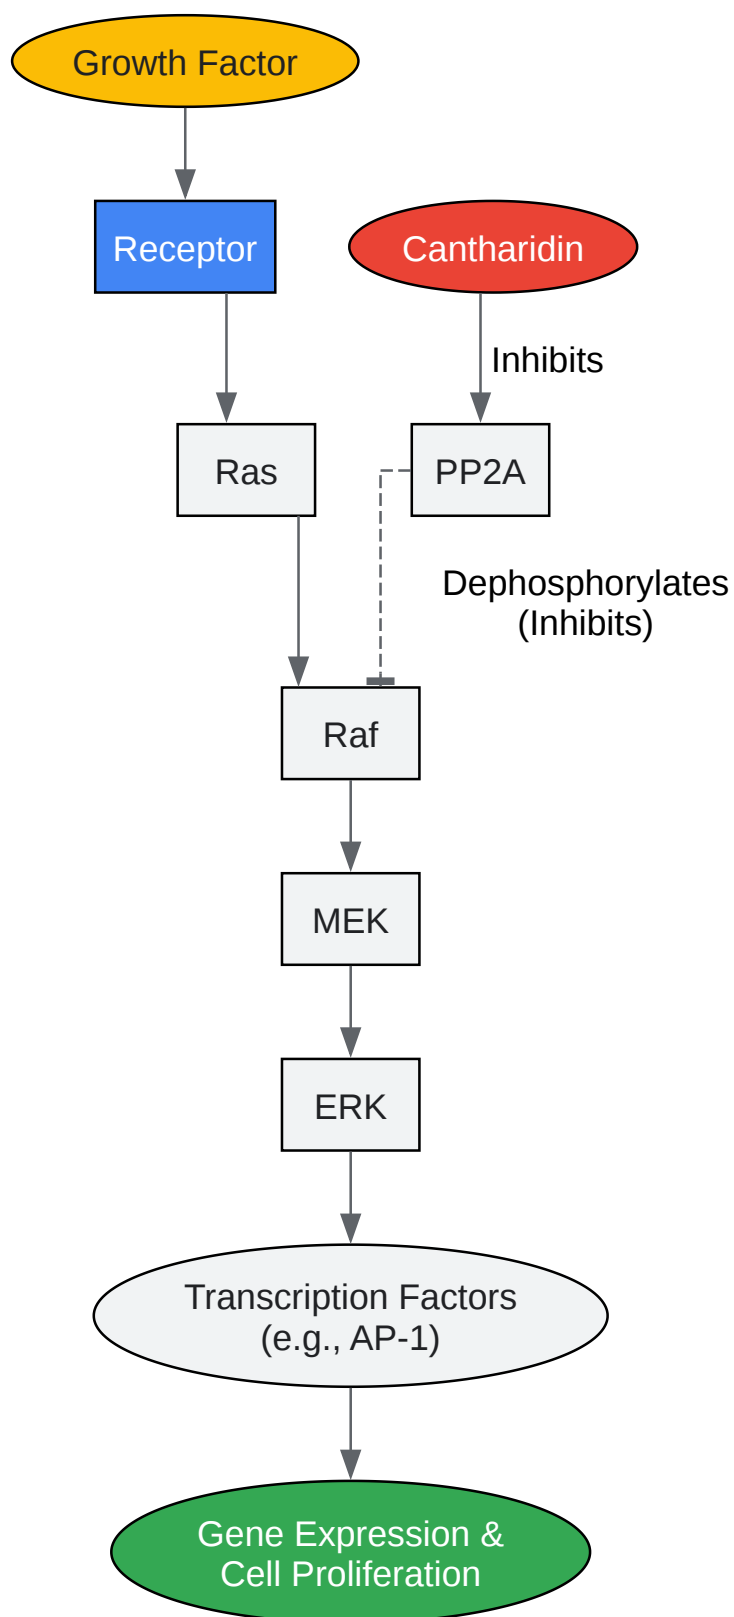 Growth Factor
Receptor
Cantharidin
Inhibits
Ras
PP2A
Dephosphorylates
(Inhibits)
Raf
MEK
ERK
Transcription Factors
(e.g., AP-1)
Gene Expression &
Cell Proliferation